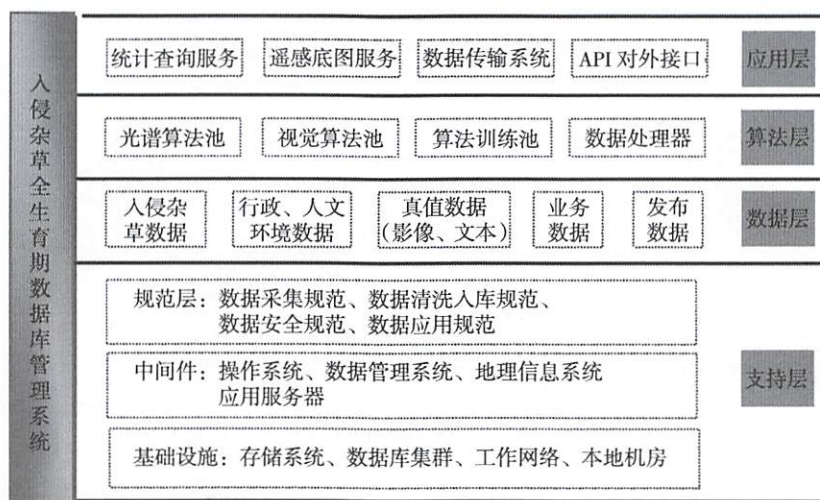 入侵杂草全生育期数据库管理系统
统计查询服务 遥感底图服务 数据传输系统 API 对外接口 应用层
光谱算法池 视觉算法池 算法训练池 数据处理器 算法层
入侵杂 行政、人文 真值数据 业务 发布
草数据 环境数据 (影像、文本) 数据 数据 数据层
规范层:数据采集规范、数据清洗入库规范、
数据安全规范、数据应用规范
中间件:操作系统、数据管理系统、地理信息系统
应用服务器
支持层
基础设施:存储系统、数据库集群、工作网络、本地机房